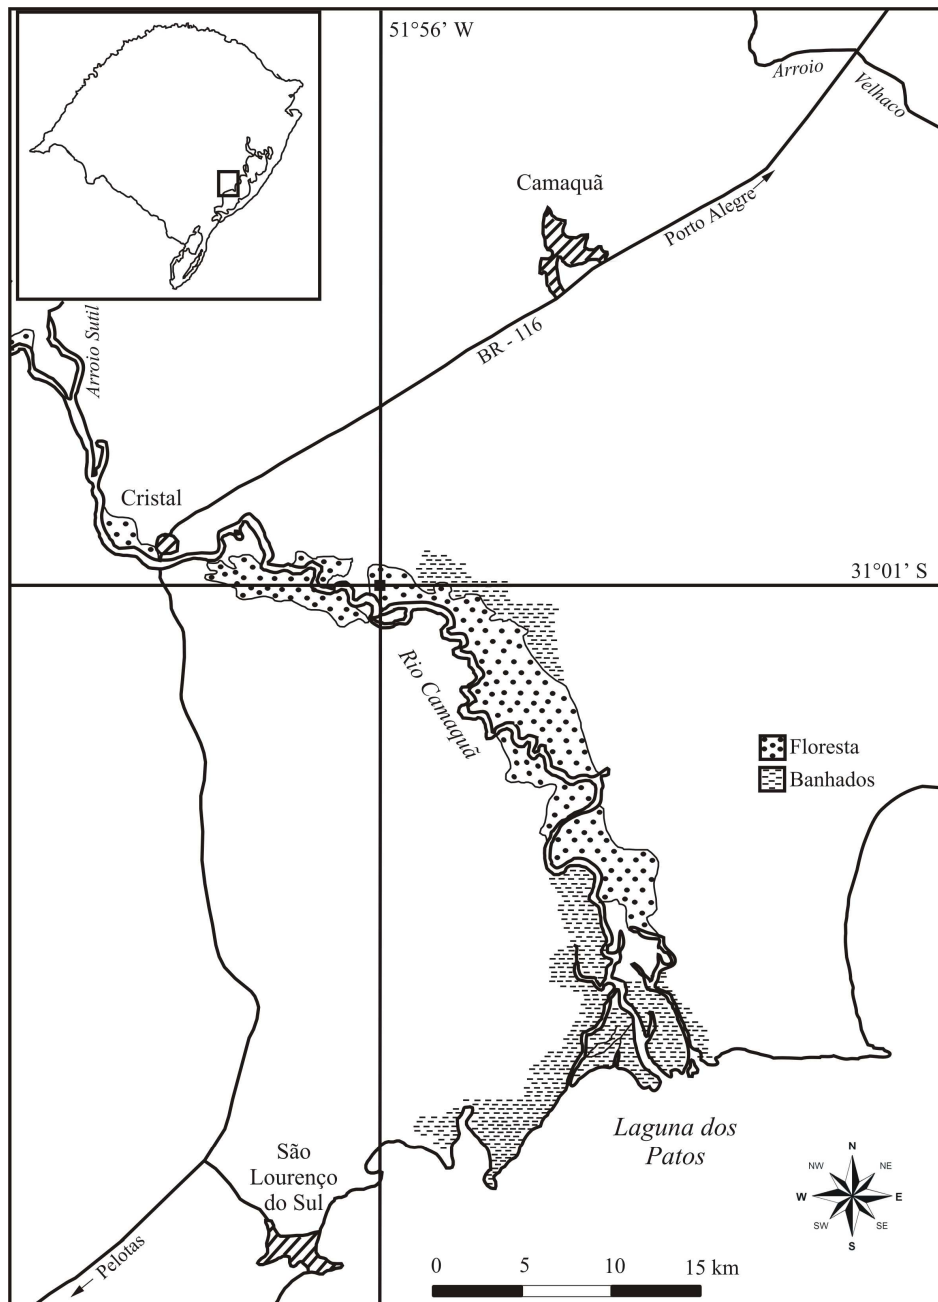 51°56’ W
Arroio
Velhaco
Camaquã
Porto Alegre
BR - 116
Arroio Sutil
Cristal
31°01’ S
Rio Camaquã
Floresta
Banhados
Laguna dos
Patos
São
Lourenço
do Sul
Pelotas
N
NW
NE
W
E
SW
SE
S
0 5 10 15 km